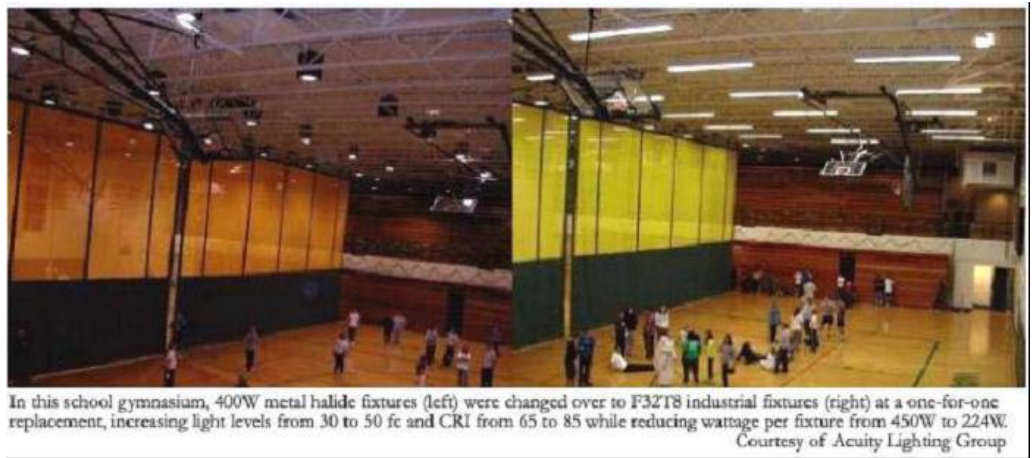 In this school gymnasium, 400W metal halide fixtures (left) were changed over to F32T8 industrial fixtures (right) at a one-for-one
replacement, increasing light levels from 30 to 50 fc and CRI from 65 to 85 while reducing wattage per fixture from 450W to 224W.
Courtesy of Acuity Lighting Group